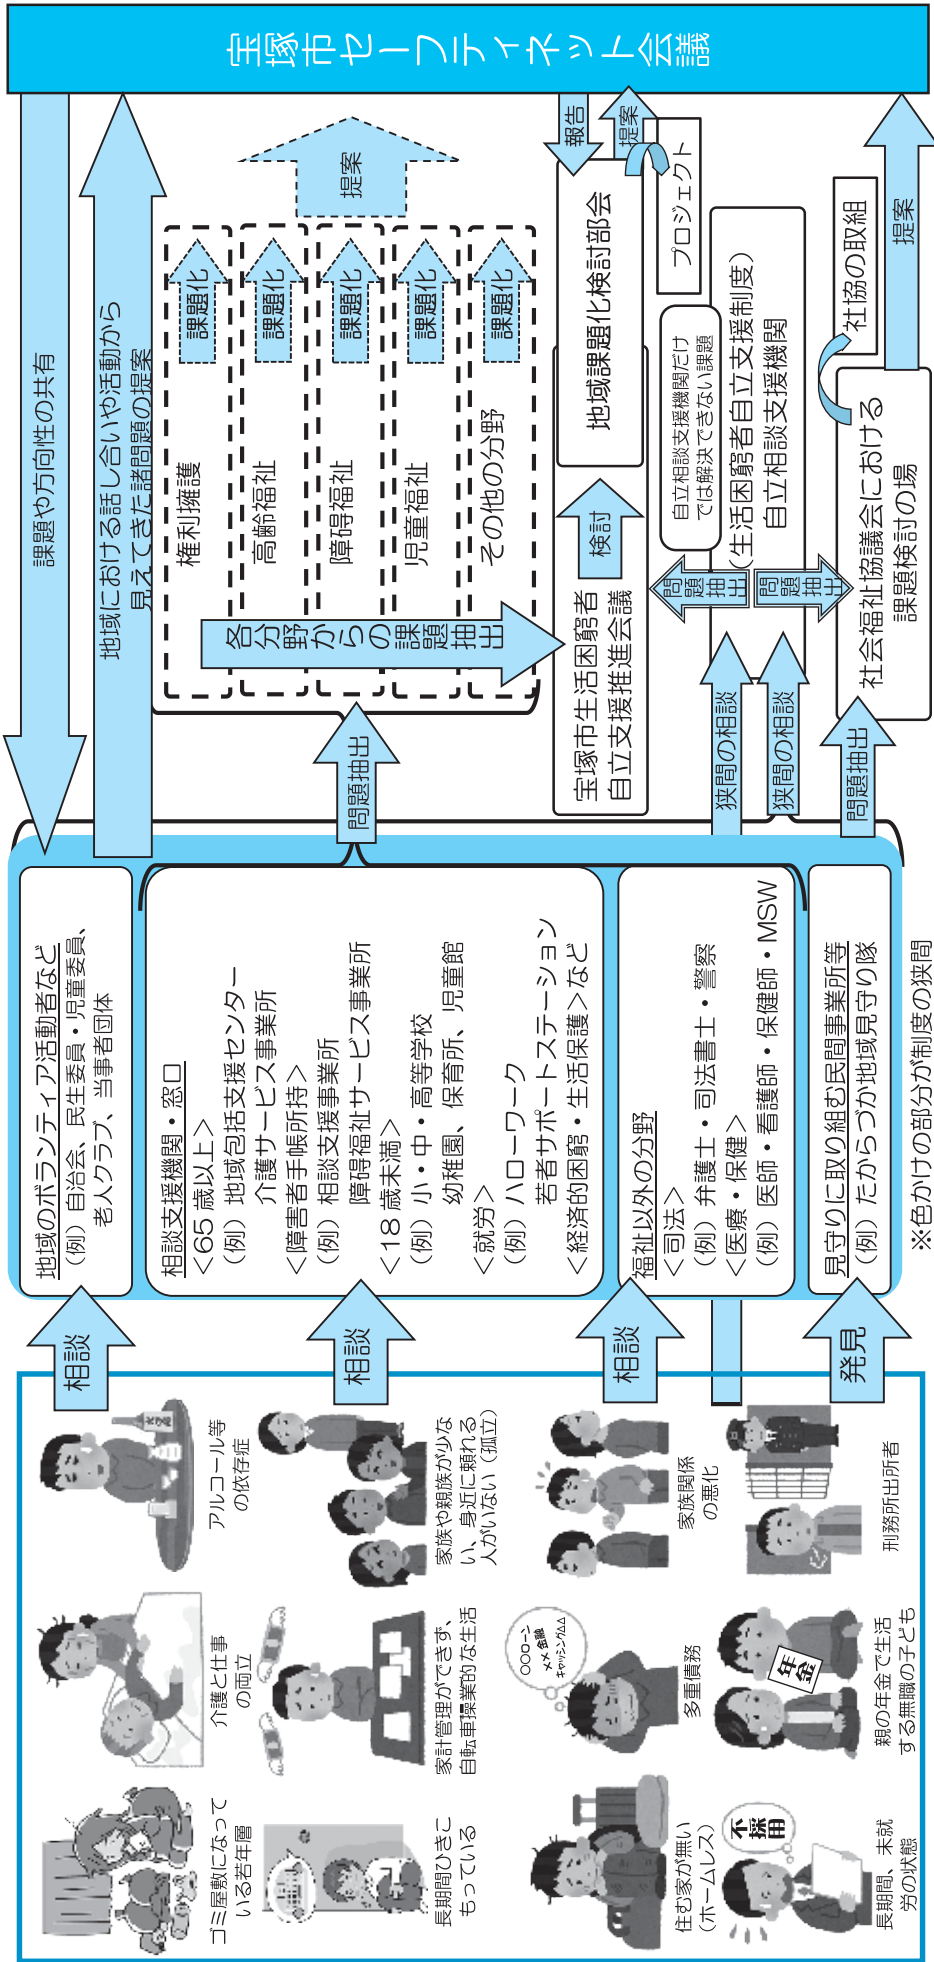 ゴミ屋敷になって
いる若年層
介護と仕事
の両立
アルコール等
の依存症
長期間ひきこ
もっている
家計管理ができず、
自転車操業的な生活
家族や親族が少な
い、身近に頼れる
人がいない（孤立）
住む家が無い
（ホームレス）
○○ローン
××金融
キャッシング△△
多重債務
家族関係
の悪化
不
採
用
長期間、未就
労の状態
年
金
親の年金で生活
する無職の子ども
刑務所出所者
相談
相談
相談
発見
地域のボランティア活動者など
（例）自治会、民生委員・児童委員、
老人クラブ、当事者団体
相談支援機関・窓口
＜65 歳以上＞
（例）地域包括支援センター
介護サービス事業所
＜障害者手帳所持＞
（例）相談支援事業所
障碍福祉サービス事業所
＜18 歳未満＞
（例）小・中・高等学校
幼稚園、保育所、児童館
＜就労＞
（例）ハローワーク
若者サポートステーション
＜経済的困窮・生活保護＞など
福祉以外の分野
＜司法＞
（例）弁護士・司法書士・警察
＜医療・保健＞
（例）医師・看護師・保健師・MSW
見守りに取り組む民間事業所等
（例）たからづか地域見守り隊
※色かけの部分が制度の狭間
課題や方向性の共有
地域における話し合いや活動から
見えてきた諸問題の提案
問題抽出
権利擁護
課題化
高齢福祉
課題化
障碍福祉
課題化
児童福祉
課題化
その他の分野
課題化
各分野からの課題抽出
提案
宝塚市生活困窮者
自立支援推進会議
検討
地域課題化検討部会
報告
提案
プロジェクト
自立相談支援機関だけ
では解決できない課題
狭間の相談
狭間の相談
問題
抽出
問題
抽出
（生活困窮者自立支援制度）
自立相談支援機関
問題抽出
社会福祉協議会における
課題検討の場
社協の取組
提案
宝塚市セーフティネット会議